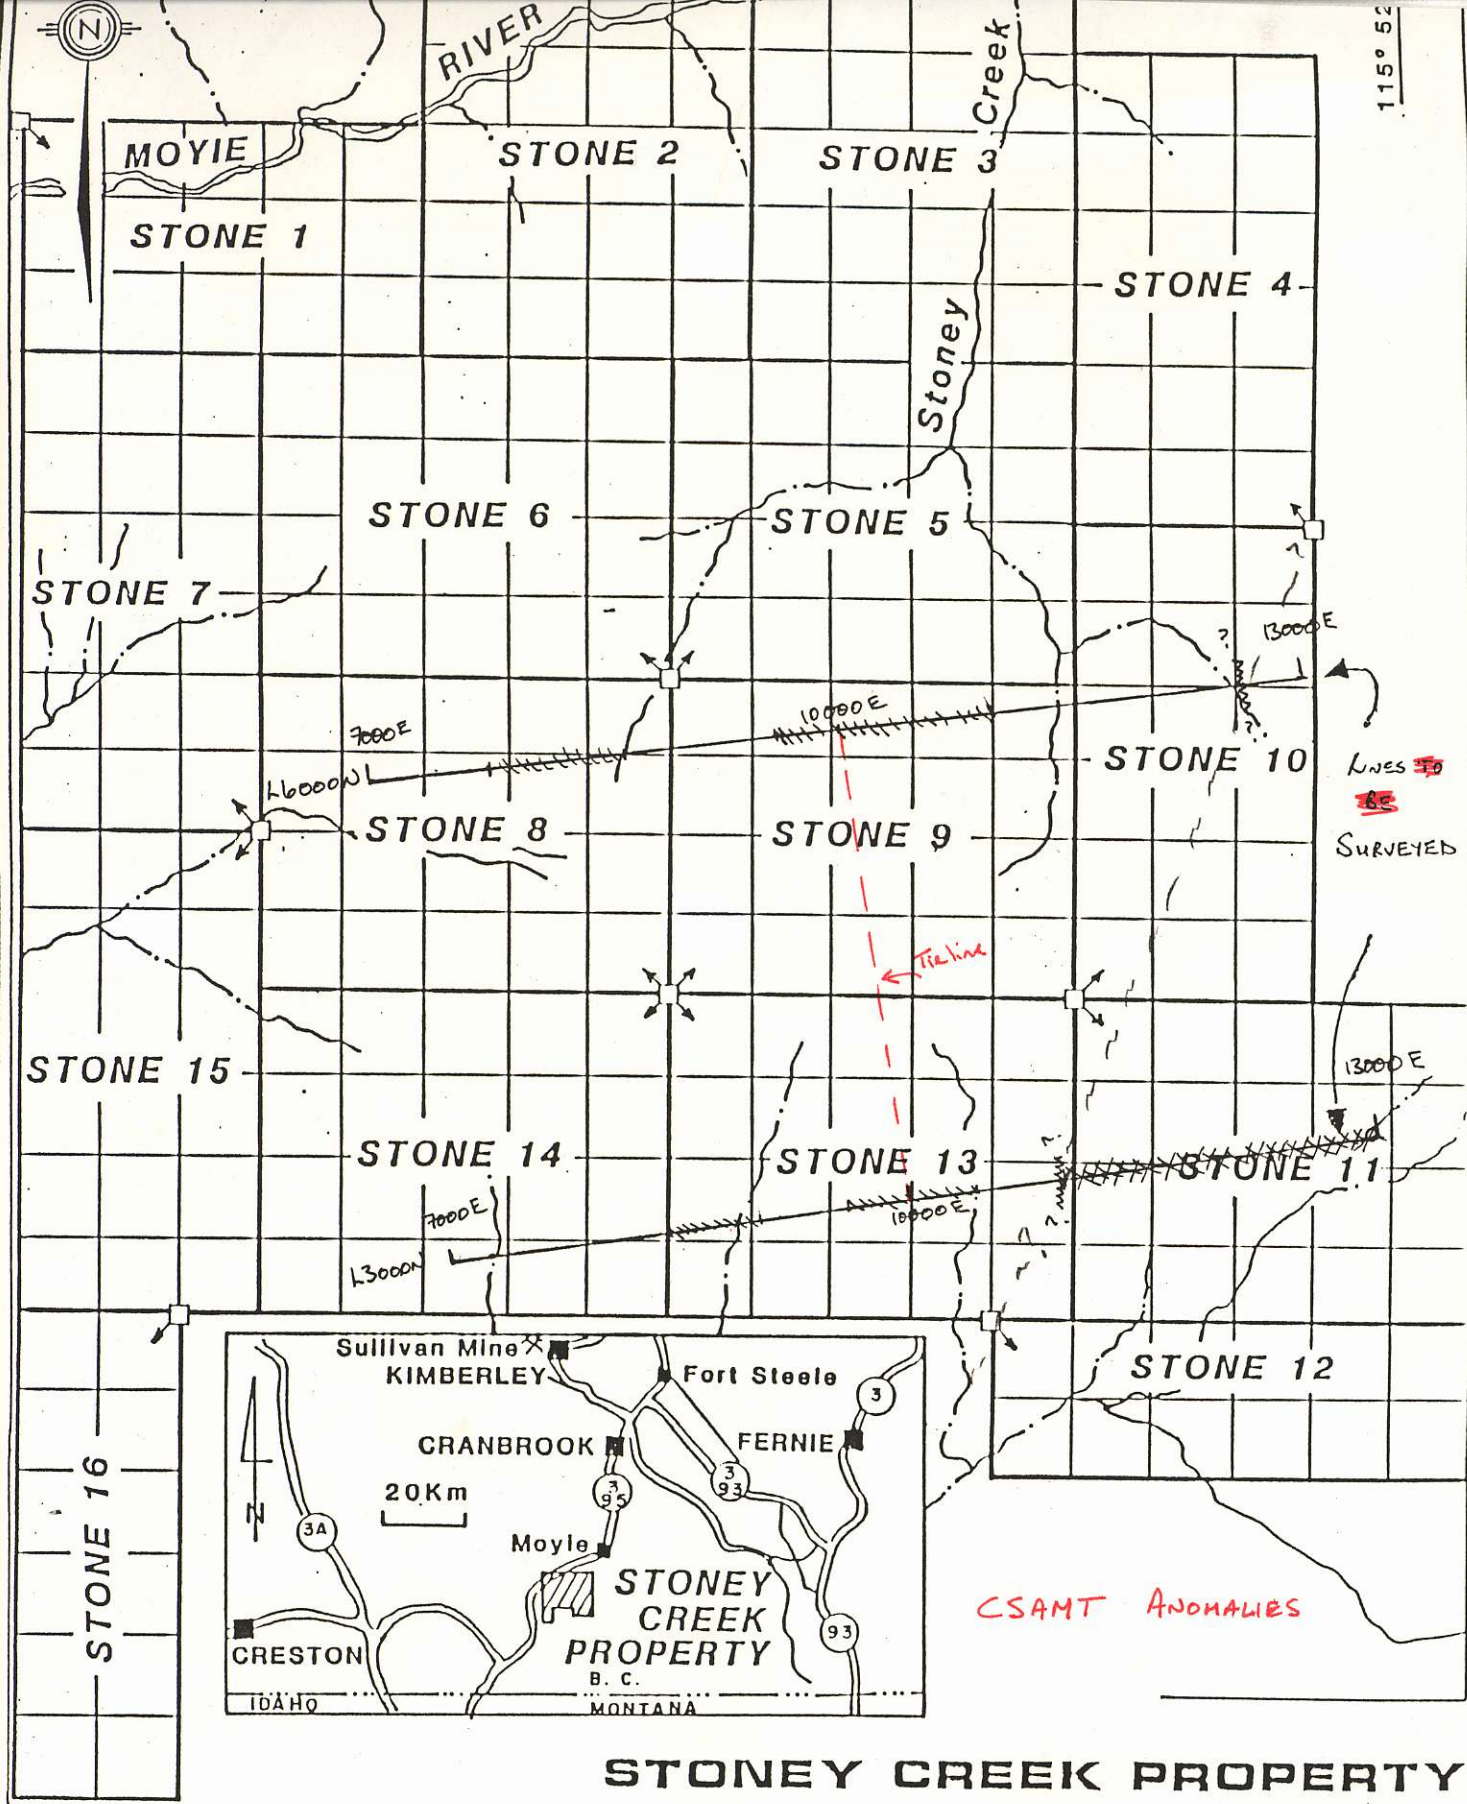 N
RIVER
Creek
115° 52
MOYIE
STONE 2
STONE 3
STONE 1
STONE 4
Stoney
STONE 6
STONE 5
?
STONE 7
?
13000E
10000E
7000E
L6000N
STONE 10
?
LINES TO
BE
SURVEYED
STONE 8
STONE 9
Tie line
13000E
STONE 15
STONE 14
STONE 13
?
STONE 11
7000E
10000E
?
L3000N
STONE 12
Sullivan Mine
KIMBERLEY
Fort Steele
3
CRANBROOK
FERNIE
3
93
20Km
3
95
N
3A
Moyie
STONEY
CREEK
PROPERTY
93
CRESTON
B. C.
IDAHO
MONTANA
STONE 16
CSAMT ANOMALIES
STONEY CREEK PROPERTY